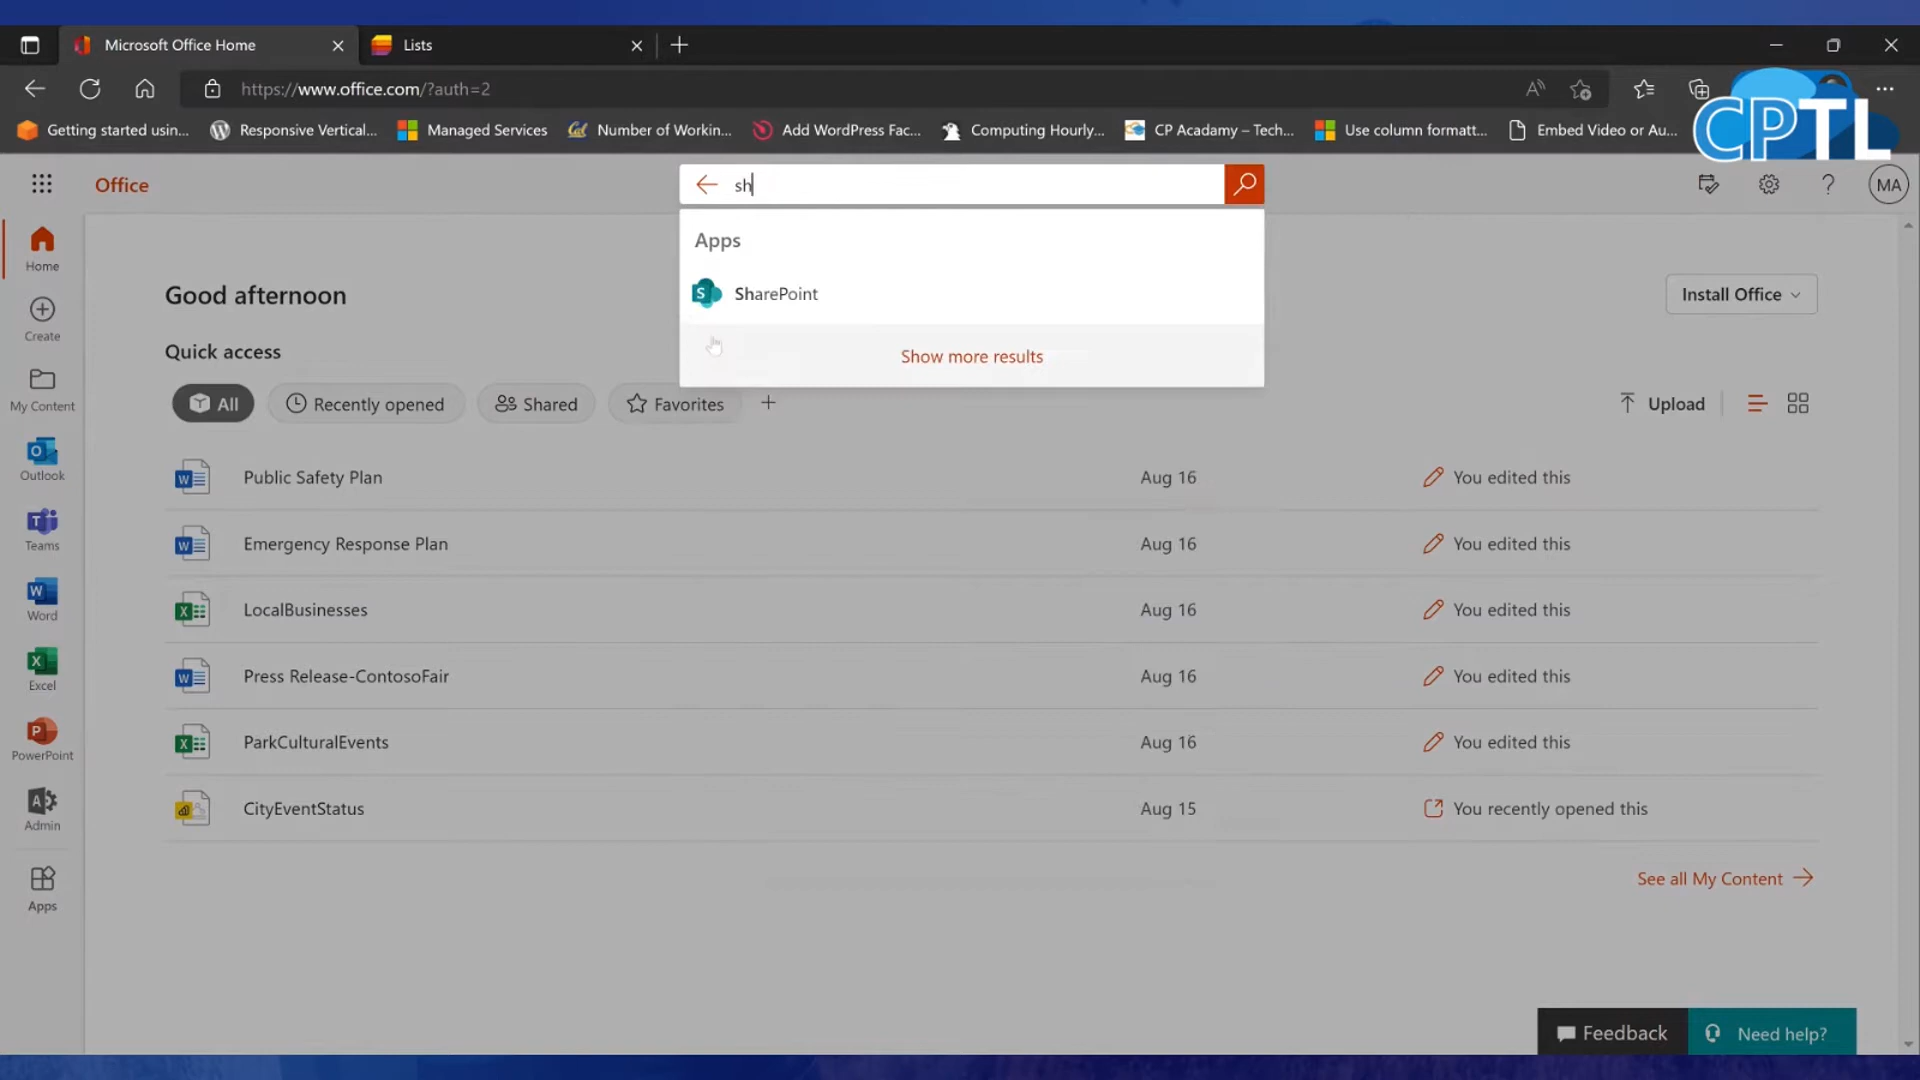 Microsoft Office Home
Lists
https://www.office.com/?auth=2
Getting started usin...
Responsive Vertical...
Managed Services
Number of Workin...
Add WordPress Fac...
Computing Hourly...
CP Acadamy – Tech...
Use column formatt...
Embed Video or Au...
CPTL
Office
sh
MA
Apps
SharePoint
Show more results
Home
Create
My Content
Outlook
Teams
Word
Excel
PowerPoint
Admin
Apps
Good afternoon
Install Office
Quick access
All
Recently opened
Shared
Favorites
Upload
Public Safety Plan Aug 16 You edited this
Emergency Response Plan Aug 16 You edited this
LocalBusinesses Aug 16 You edited this
Press Release-ContosoFair Aug 16 You edited this
ParkCulturalEvents Aug 16 You edited this
CityEventStatus Aug 15 You recently opened this
See all My Content
Feedback
Need help?